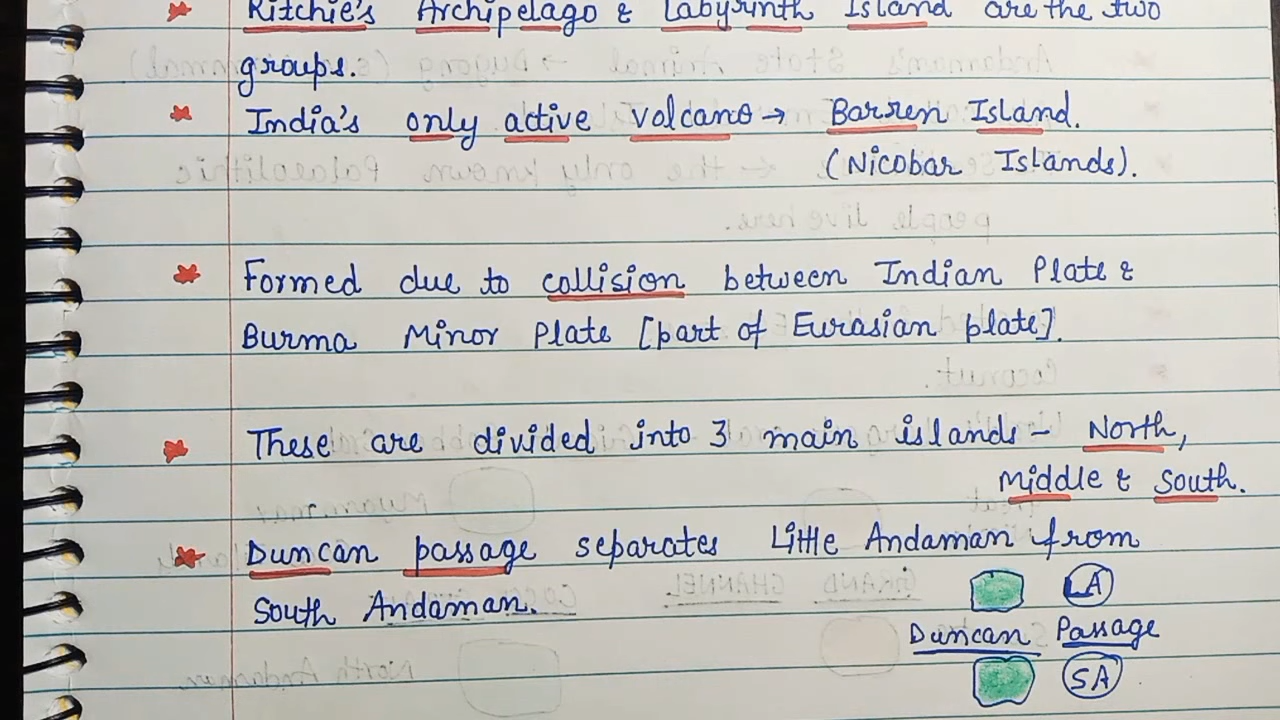 Ritchie's Archipelago & Labyrinth Island are the two
groups.
India's only active volcano → Barren Island.
(Nicobar Islands).
Formed due to collision between Indian Plate &
Burma Minor Plate [part of Eurasian plate].
These are divided into 3 main islands - North,
Middle & South.
Duncan passage separates Little Andaman from
South Andaman.
LA
Duncan Passage
SA